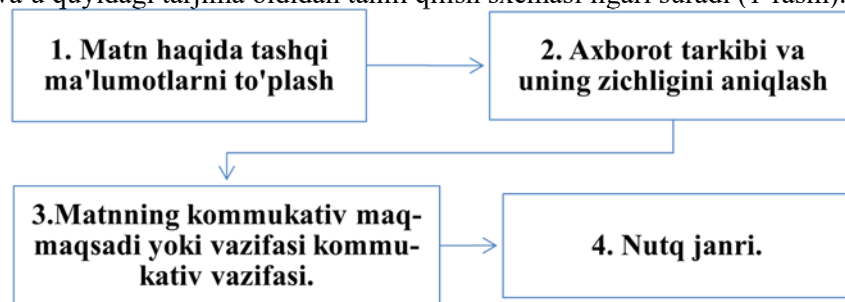 va u quyidagi tarjima oldidan tahlil qilish sxemasi ilgari suradi (1-rasm).
1. Matn haqida tashqi
ma'lumotlarni to'plash
2. Axborot tarkibi va
uning zichligini aniqlash
3.Matnning kommukativ maq-
maqsadi yoki vazifasi kommu-
kativ vazifasi.
4. Nutq janri.